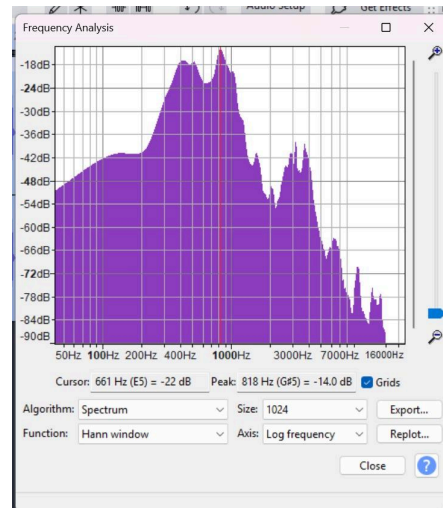 Audio Setup Get Effects
Frequency Analysis
-18dB
-24dB
-30dB
-36dB
-42dB
-48dB
-54dB
-60dB
-66dB
-72dB
-78dB
-84dB
-90dB
50Hz 100Hz 200Hz 400Hz 1000Hz 3000Hz 7000Hz 16000Hz
Cursor: 661 Hz (E5) = -22 dB Peak: 818 Hz (G#5) = -14.0 dB Grids
Algorithm: Spectrum Size: 1024 Export...
Function: Hann window Axis: Log frequency Replot...
Close ?